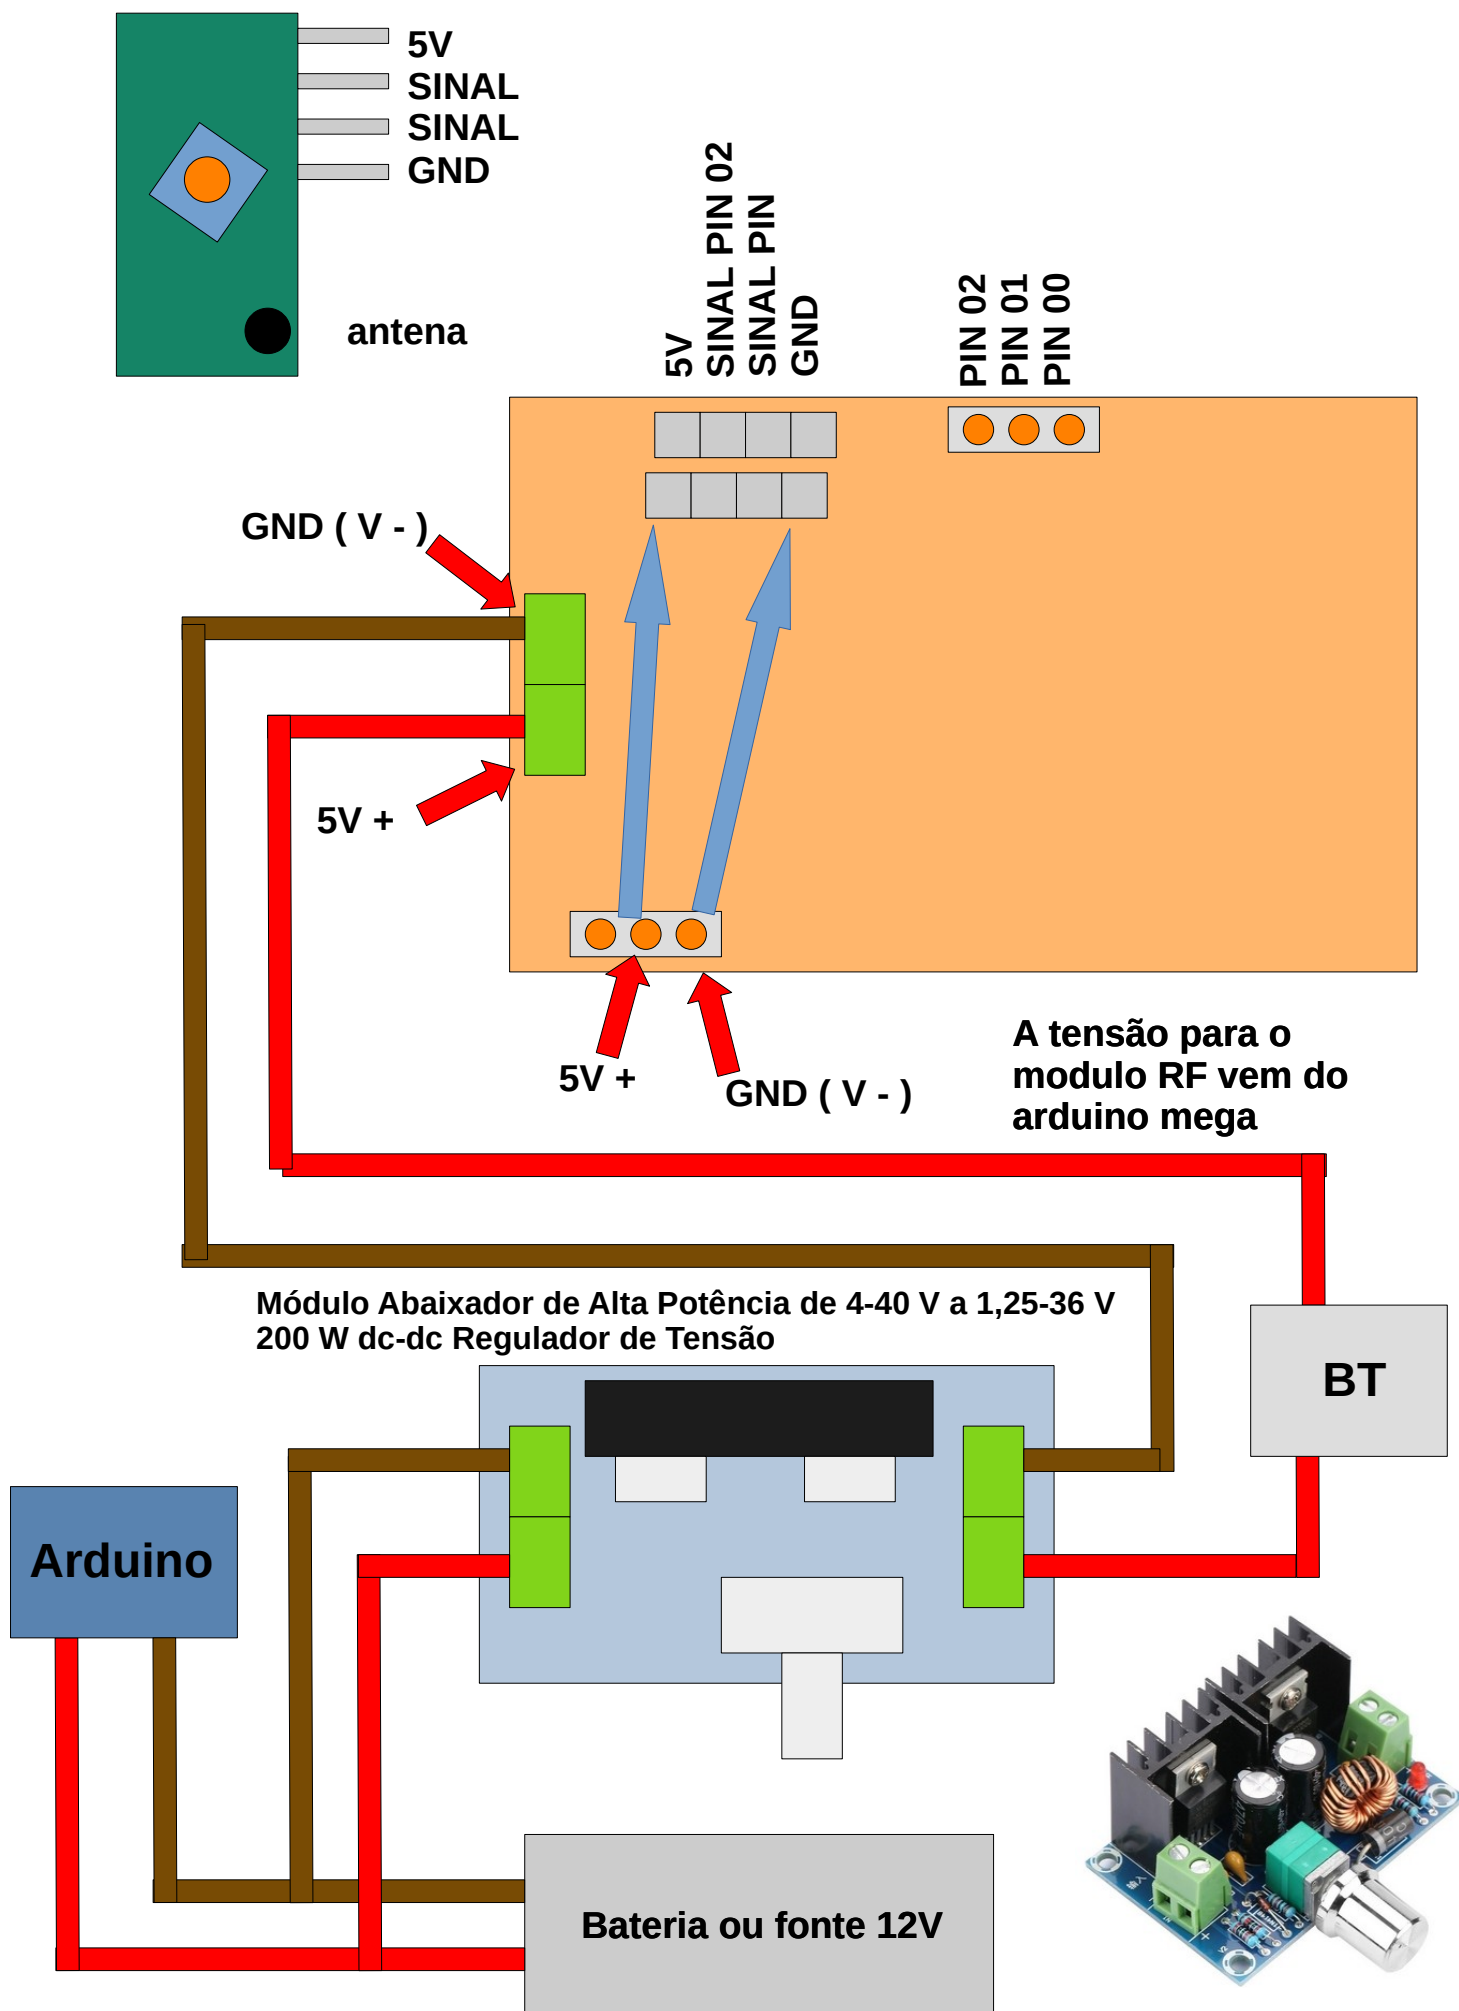 5V
SINAL
SINAL
GND
antena
5V
SINAL PIN 02
SINAL PIN
GND
PIN 02
PIN 01
PIN 00
GND ( V - )
5V +
5V +
GND ( V - )
A tensão para o
modulo RF vem do
arduino mega
Módulo Abaixador de Alta Potência de 4-40 V a 1,25-36 V
200 W dc-dc Regulador de Tensão
BT
Arduino
Bateria ou fonte 12V